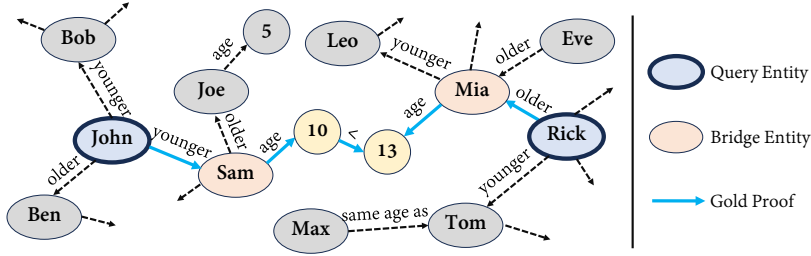 Bob
younger
John
older
Ben
younger
Sam
older
Joe
age
5
age
10
<
13
age
Leo
younger
Mia
older
Eve
older
Rick
younger
Tom
same age as
Max
Query Entity
Bridge Entity
Gold Proof